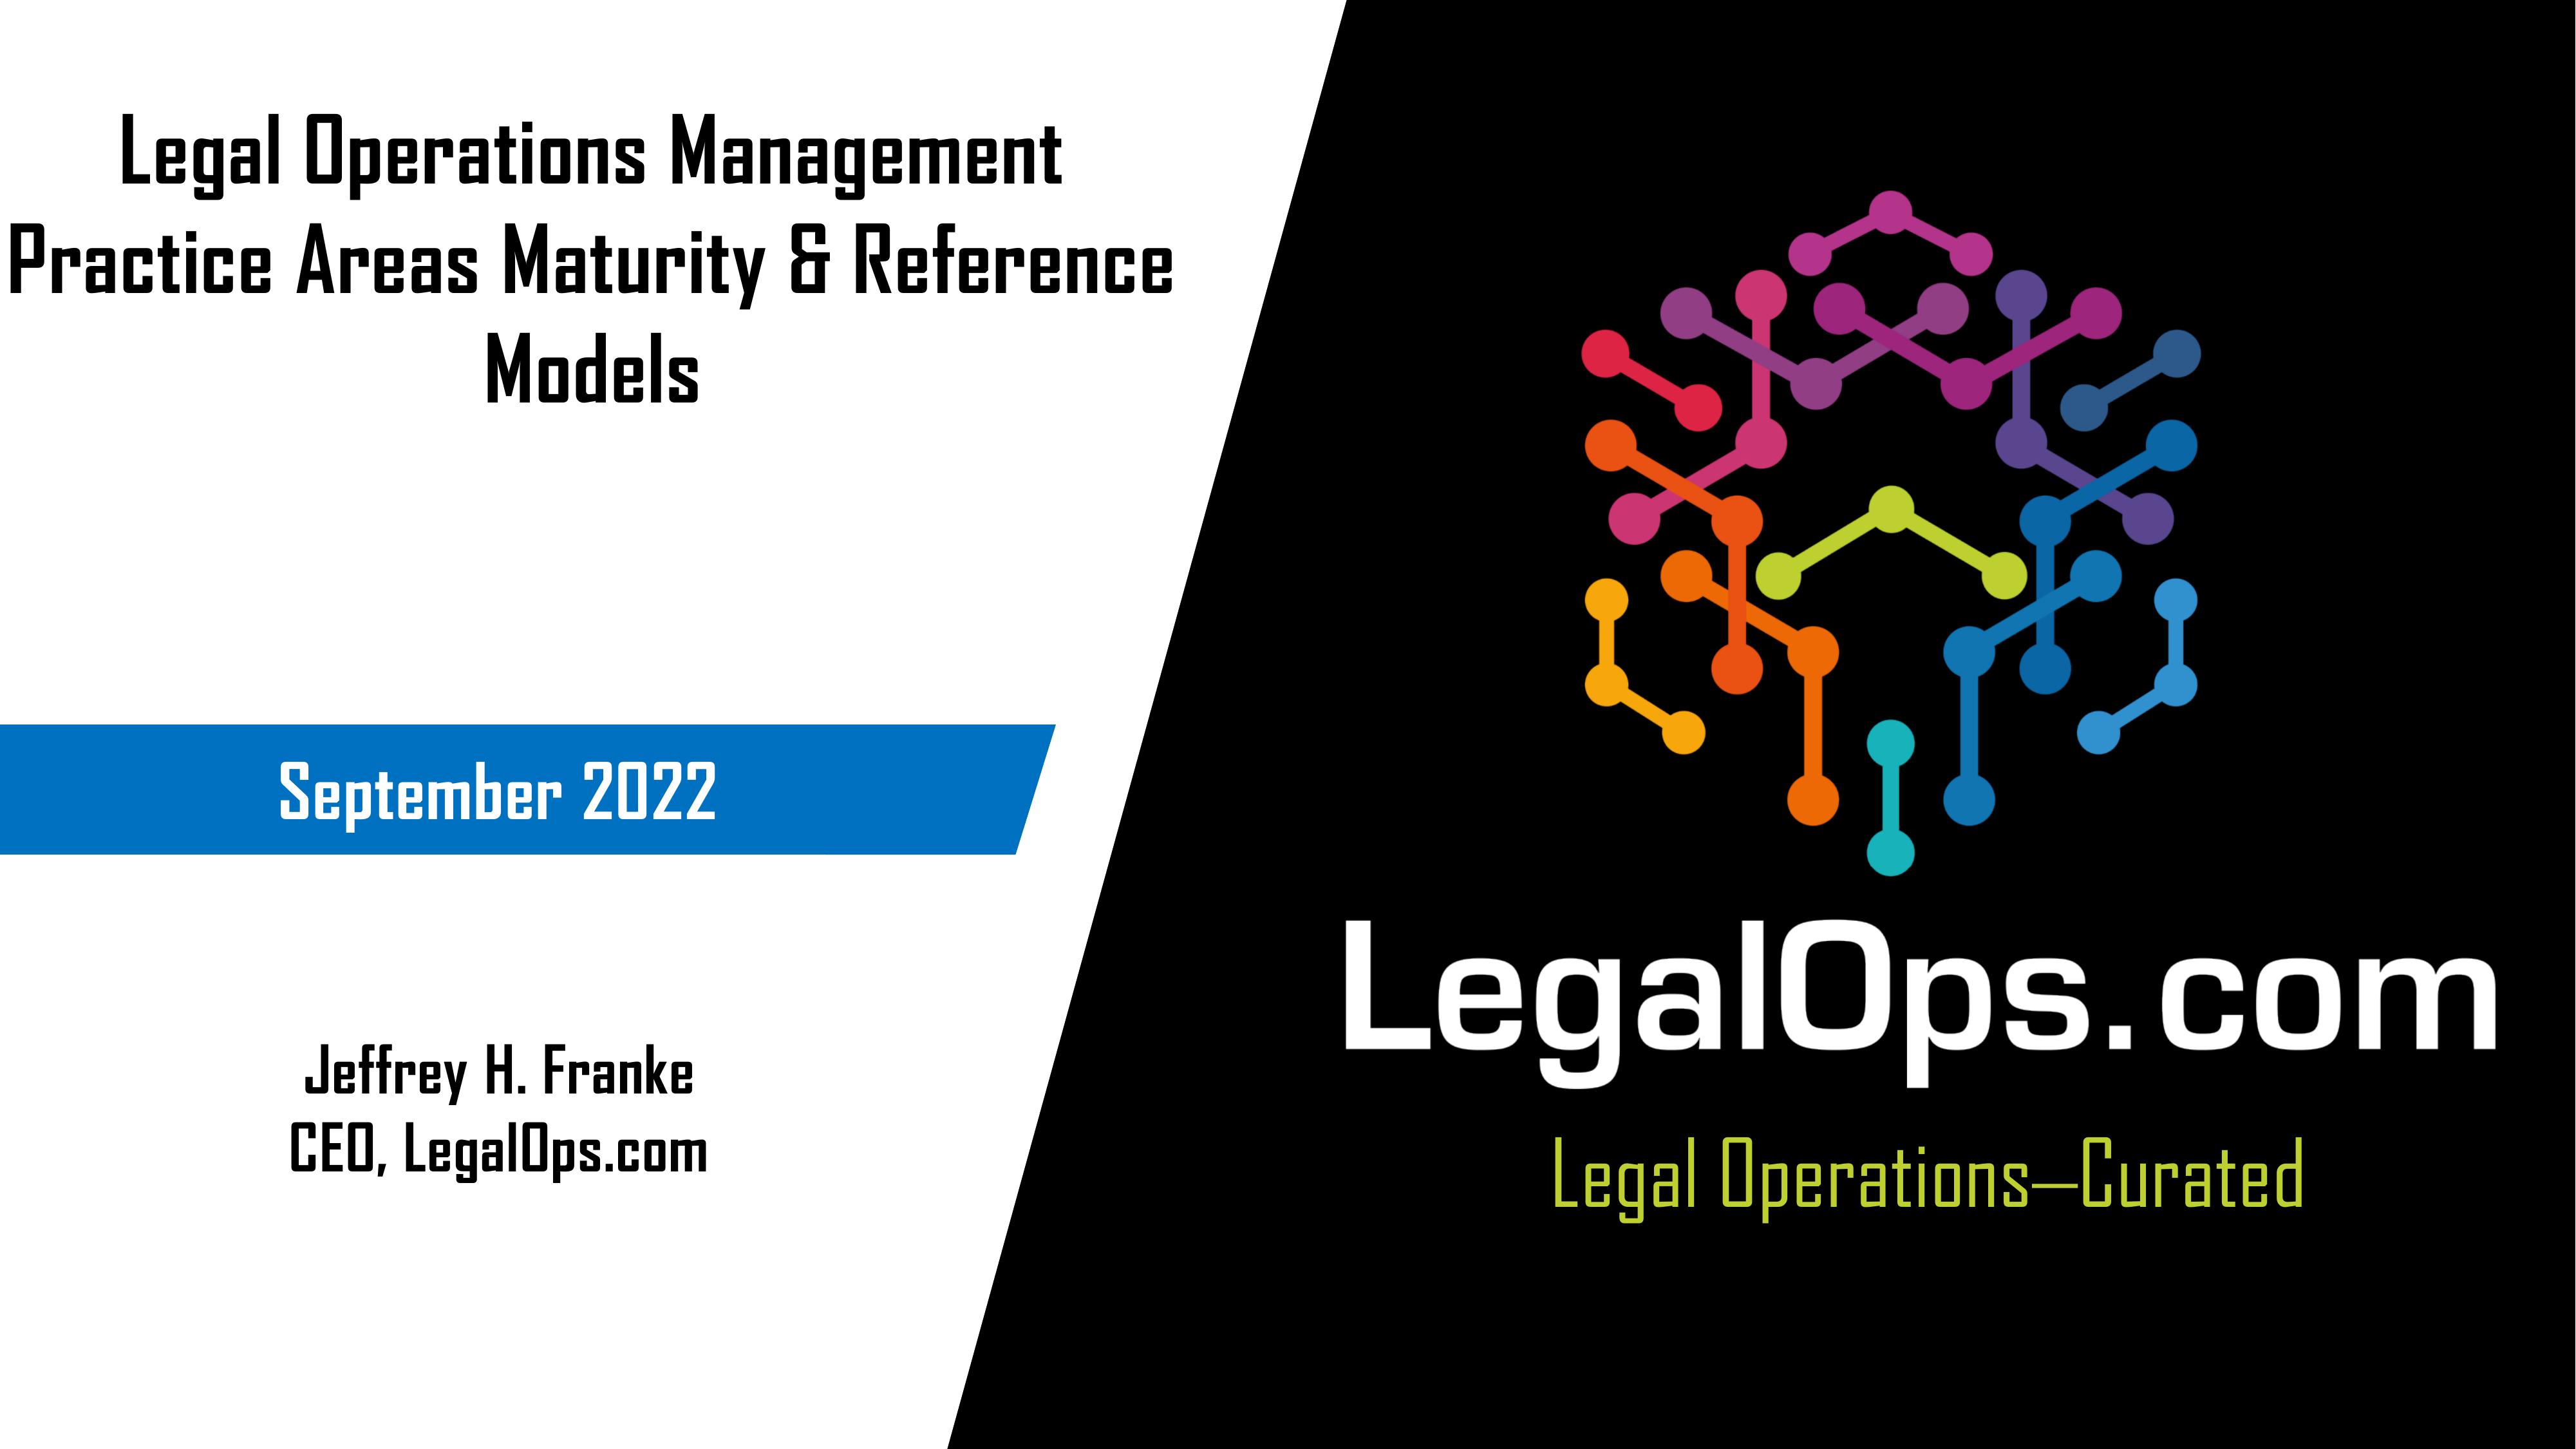 Legal Operations Management
Practice Areas Maturity & Reference
Models
September 2022
Jeffrey H. Franke
CEO, LegalOps.com
LegalOps.com
Legal Operations—Curated